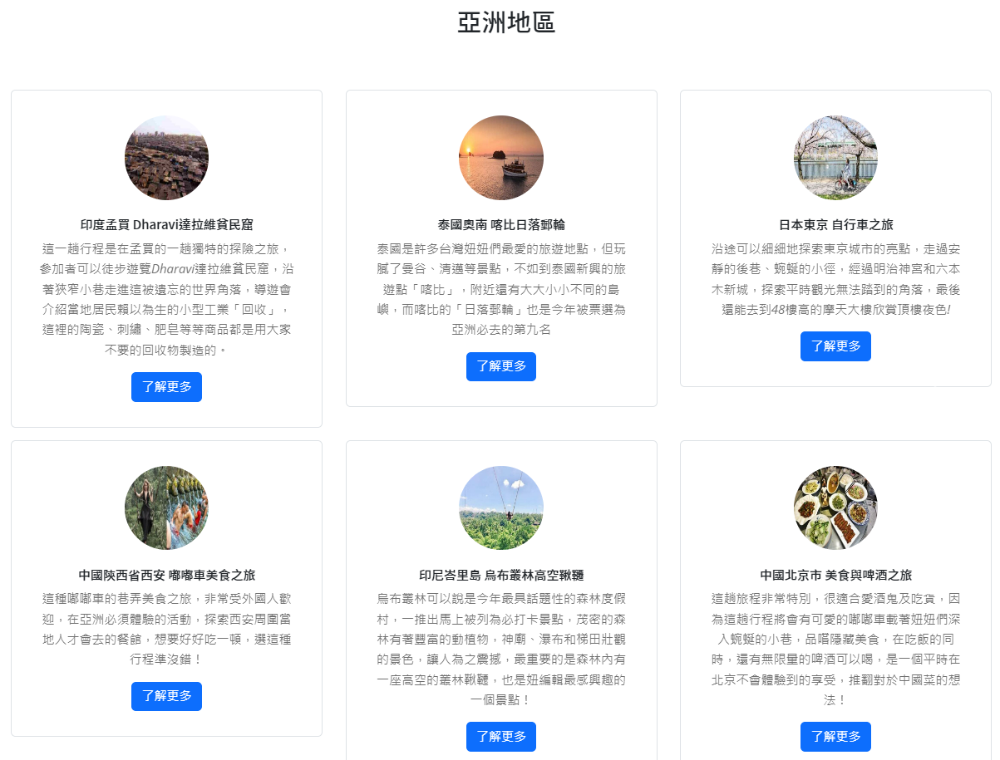 亞洲地區
印度孟買 Dharavi達拉維貧民窟
這一趟行程是在孟買的一趟獨特的探險之旅，
參加者可以徒步遊覽Dharavi達拉維貧民窟，沿
著狹窄小巷走進這被遺忘的世界角落，導遊會
介紹當地居民賴以為生的小型工業「回收」，
這裡的陶瓷、刺繡、肥皂等等商品都是用大家
不要的回收物製造的。
了解更多
泰國奧南 喀比日落郵輪
泰國是許多台灣妞妞們最愛的旅遊地點，但玩
膩了曼谷、清邁等景點，不如到泰國新興的旅
遊點「喀比」，附近還有大大小小不同的島
嶼，而喀比的「日落郵輪」也是今年被票選為
亞洲必去的第九名
了解更多
日本東京 自行車之旅
沿途可以細細地探索東京城市的亮點，走過安
靜的後巷、蜿蜒的小徑，經過明治神宮和六本
木新城，探索平時觀光無法踏到的角落，最後
還能去到48樓高的摩天大樓欣賞頂樓夜色!
了解更多
中國陝西省西安 嘟嘟車美食之旅
這種嘟嘟車的巷弄美食之旅，非常受外國人歡
迎，在亞洲必須體驗的活動，探索西安周圍當
地人才會去的餐館，想要好好吃一頓，選這種
行程準沒錯！
了解更多
印尼峇里島 烏布叢林高空鞦韆
烏布叢林可以說是今年最具話題性的森林度假
村，一推出馬上被列為必打卡景點，茂密的森
林有著豐富的動植物，神廟、瀑布和梯田壯觀
的景色，讓人為之震撼，最重要的是森林內有
一座高空的叢林鞦韆，也是妞編輯最感興趣的
一個景點！
了解更多
中國北京市 美食與啤酒之旅
這趟旅程非常特別，很適合愛酒鬼及吃貨，因
為這趟行程將會有可愛的嘟嘟車載著妞妞們深
入蜿蜒的小巷，品嚐隱藏美食，在吃飯的同
時，還有無限量的啤酒可以喝，是一個平時在
北京不會體驗到的享受，推翻對於中國菜的想
法！
了解更多